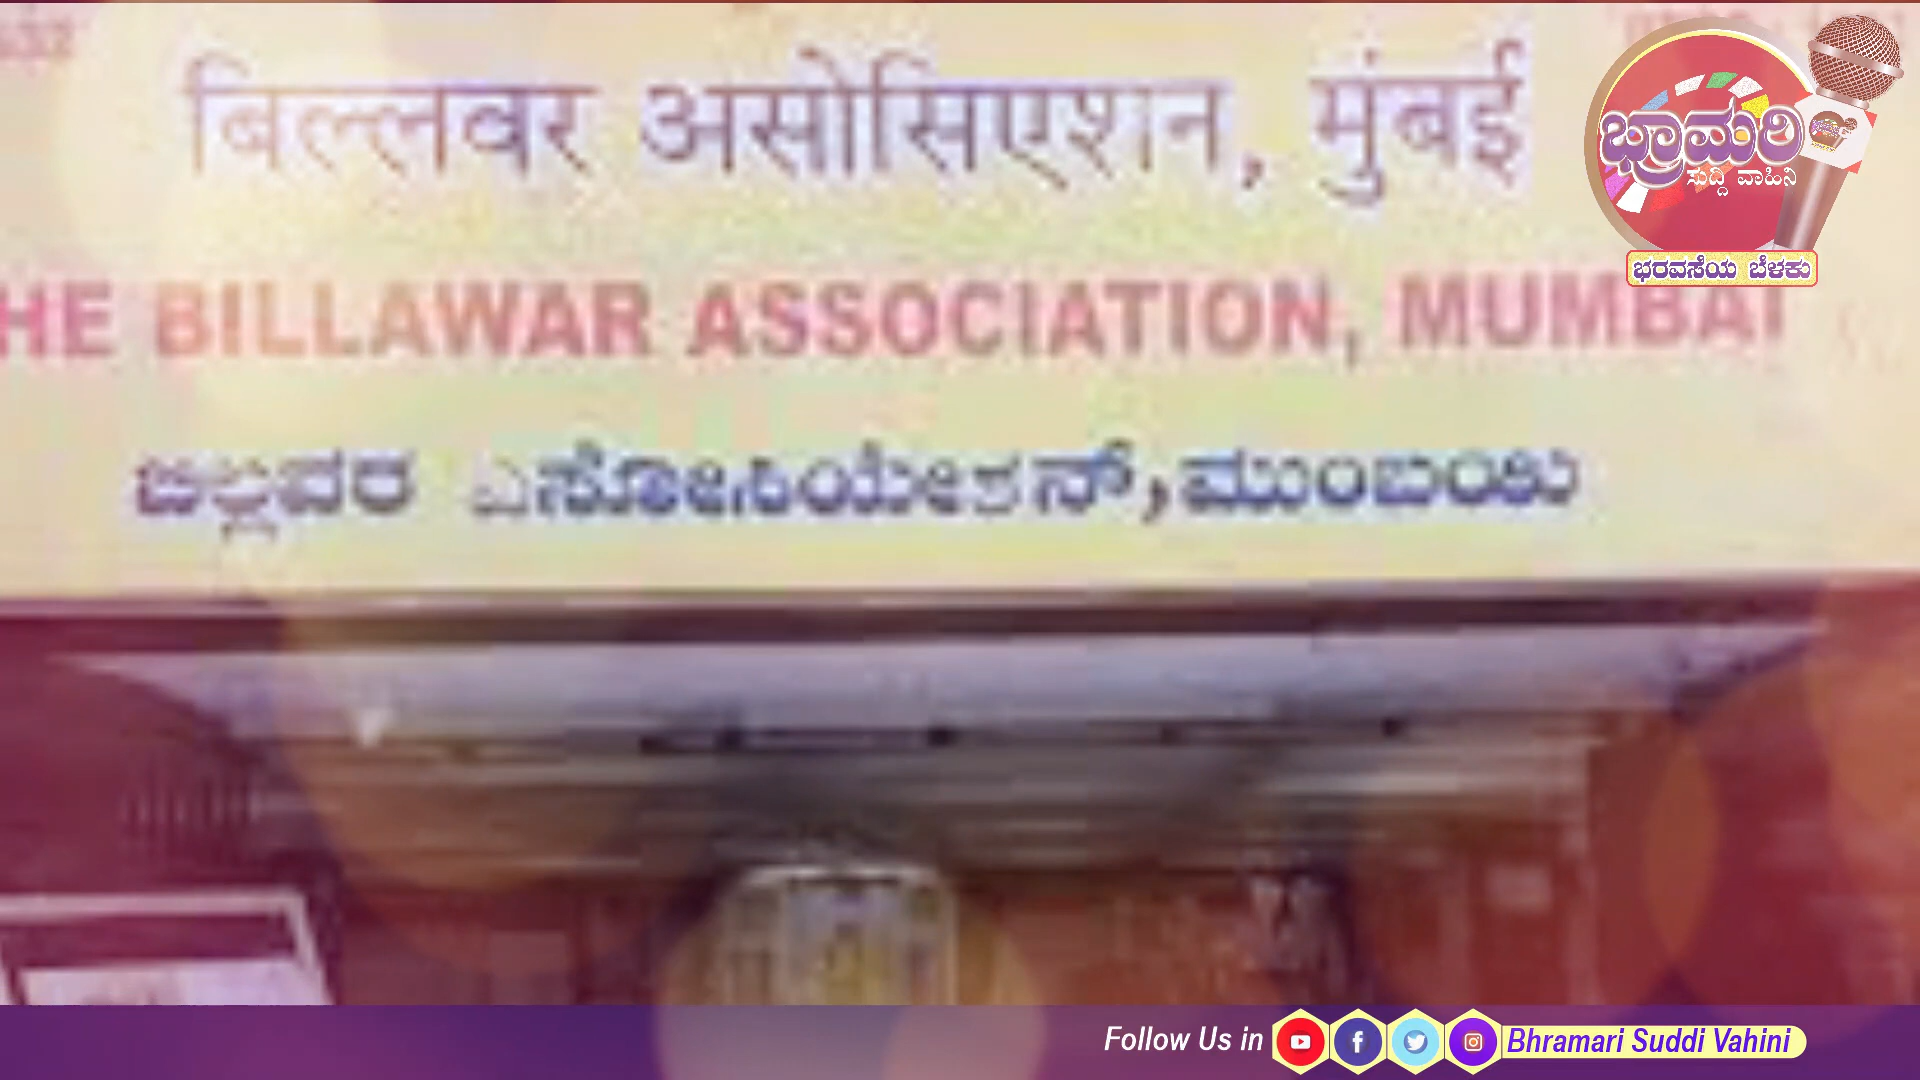 बिल्लवर असोसिएशन, मुंबई
HE BILLAWAR ASSOCIATION, MUMBAI
ಬಿಲ್ಲವರ ಎಸೋಸಿಯೇಶನ್, ಮುಂಬಯಿ
ಭ್ರಾಮರಿ
ಸುದ್ದಿ ವಾಹಿನಿ
ಭರವಸೆಯ ಬೆಳಕು
Follow Us in Bhramari Suddi Vahini